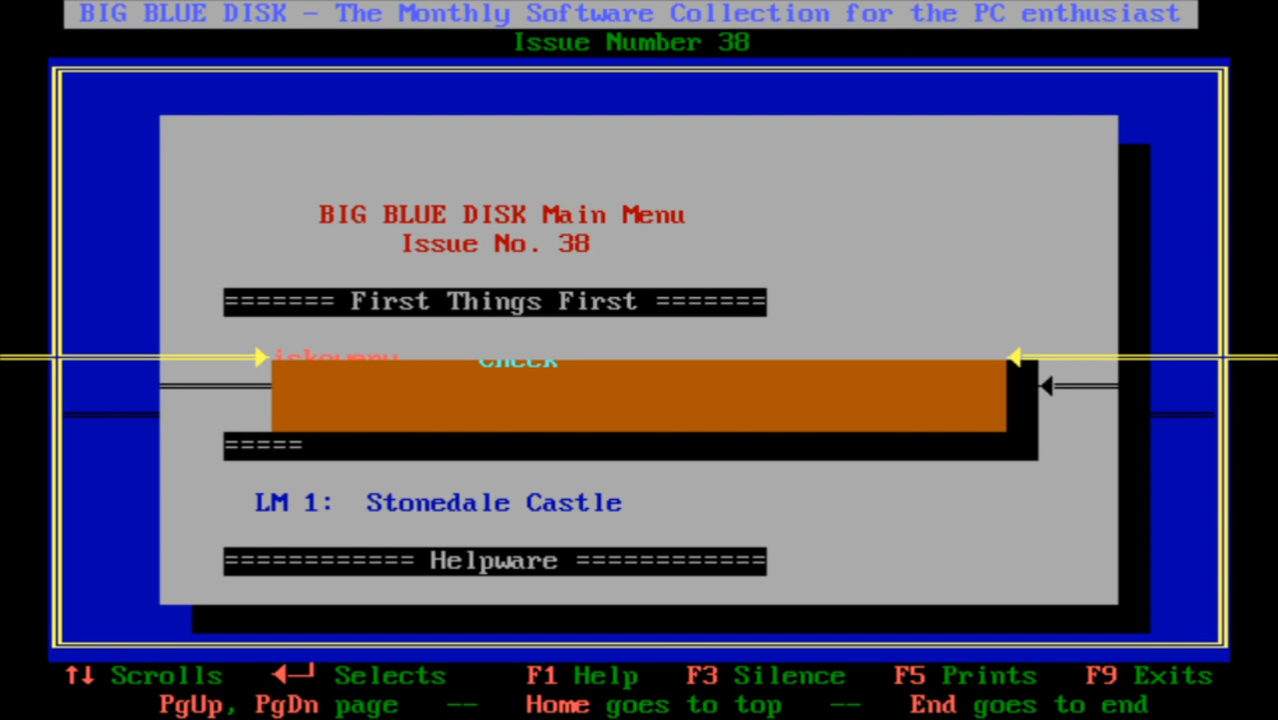 BIG BLUE DISK - The Monthly Software Collection for the PC enthusiast
Issue Number 38
BIG BLUE DISK Main Menu
Issue No. 38
======= First Things First =======
Check
=====
LM 1: Stonedale Castle
============ Helpware ============
↑↓ Scrolls ◄─┘ Selects F1 Help F3 Silence F5 Prints F9 Exits
PgUp, PgDn page -- Home goes to top -- End goes to end